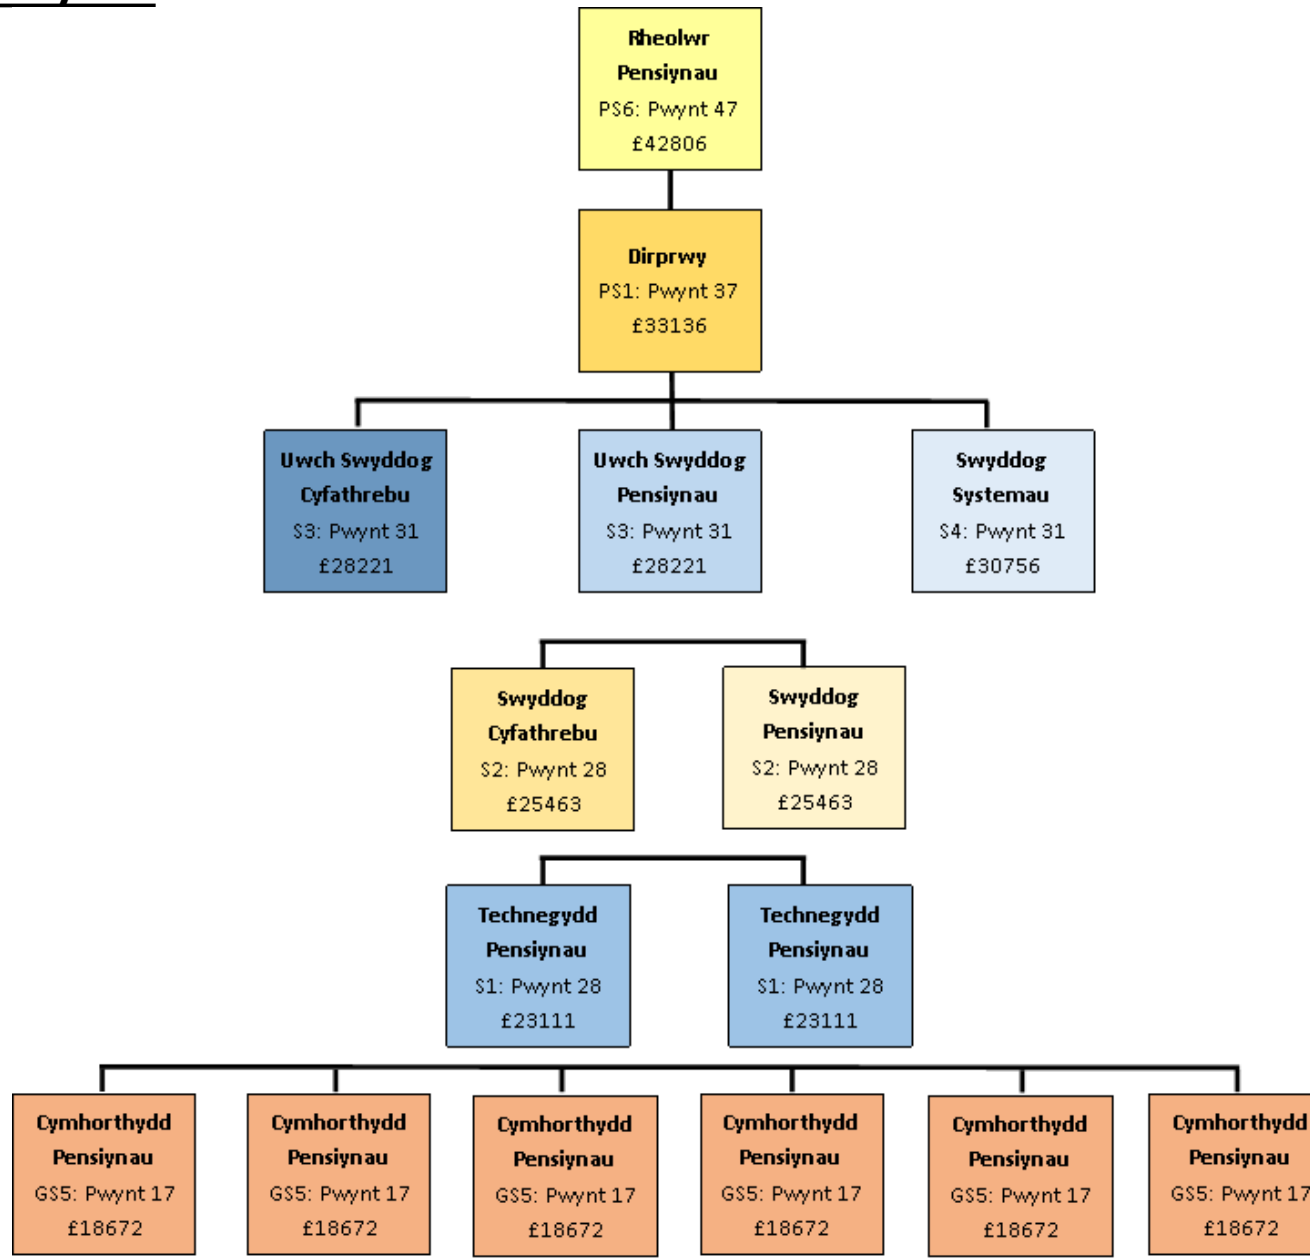 Rheolwr
Pensiynau
PS6: Pwynt 47
£42806
Dirprwy
PS1: Pwynt 37
£33136
Uwch Swyddog
Cyfathrebu
S3: Pwynt 31
£28221
Uwch Swyddog
Pensiynau
S3: Pwynt 31
£28221
Swyddog
Systemau
S4: Pwynt 31
£30756
Swyddog
Cyfathrebu
S2: Pwynt 28
£25463
Swyddog
Pensiynau
S2: Pwynt 28
£25463
Technegydd
Pensiynau
S1: Pwynt 28
£23111
Technegydd
Pensiynau
S1: Pwynt 28
£23111
Cymhorthydd
Pensiynau
GS5: Pwynt 17
£18672
Cymhorthydd
Pensiynau
GS5: Pwynt 17
£18672
Cymhorthydd
Pensiynau
GS5: Pwynt 17
£18672
Cymhorthydd
Pensiynau
GS5: Pwynt 17
£18672
Cymhorthydd
Pensiynau
GS5: Pwynt 17
£18672
Cymhorthydd
Pensiynau
GS5: Pwynt 17
£18672